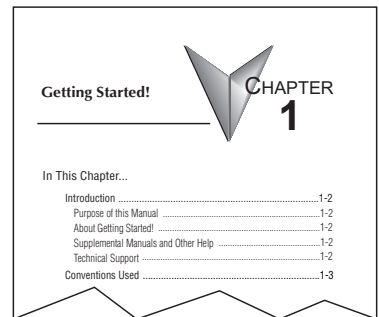 Getting Started!
CHAPTER
1
In This Chapter...
Introduction ...............................................................................1-2
Purpose of this Manual ..............................................................1-2
About Getting Started! ................................................................1-2
Supplemental Manuals and Other Help ........................................1-2
Technical Support .......................................................................1-2
Conventions Used .....................................................................1-3